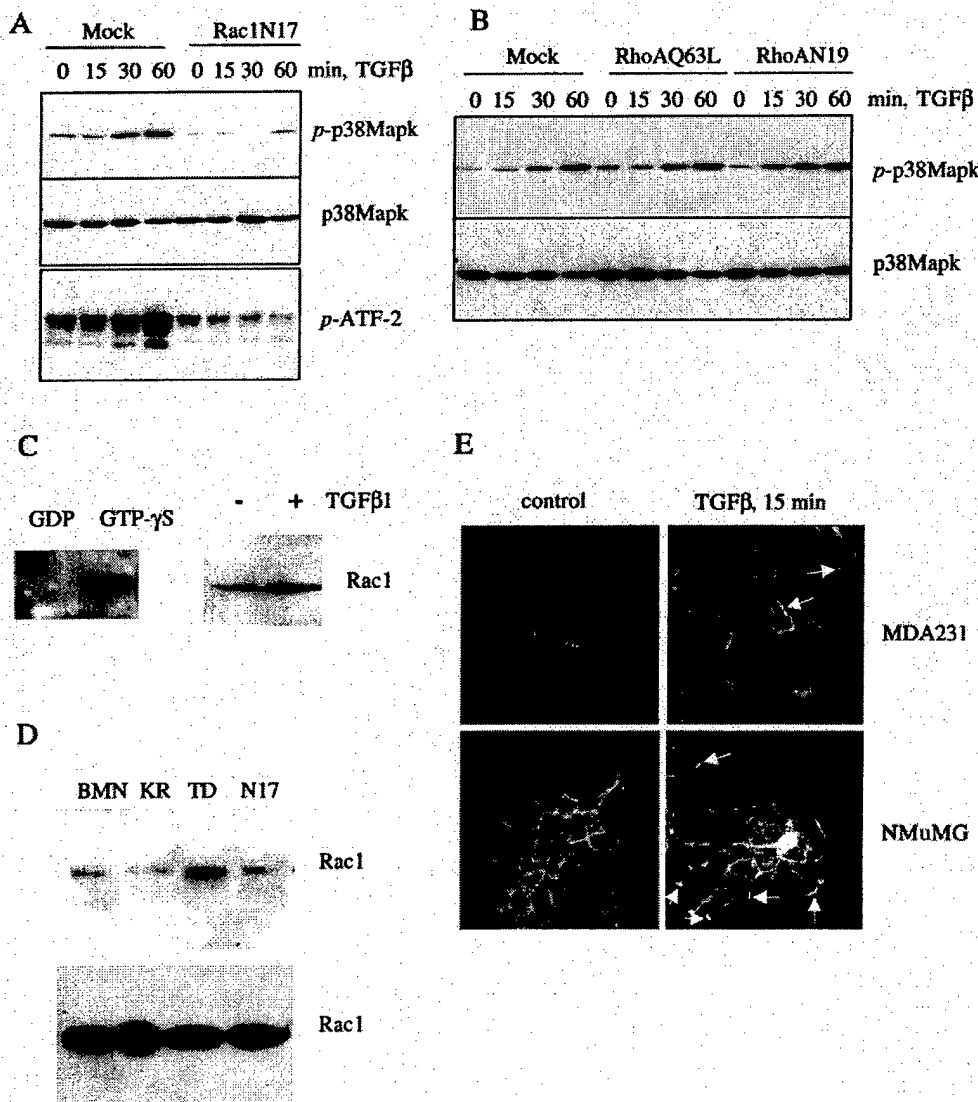 A
Mock Rac1N17
0 15 30 60 0 15 30 60 min, TGFβ
p-p38Mapk
p38Mapk
p-ATF-2
B
Mock RhoAQ63L RhoAN19
0 15 30 60 0 15 30 60 0 15 30 60 min, TGFβ
p-p38Mapk
p38Mapk
C
GDP GTP-γS
- + TGFβ1
Rac1
D
BMN KR TD N17
Rac1
Rac1
E
control TGFβ, 15 min
MDA231
NMuMG